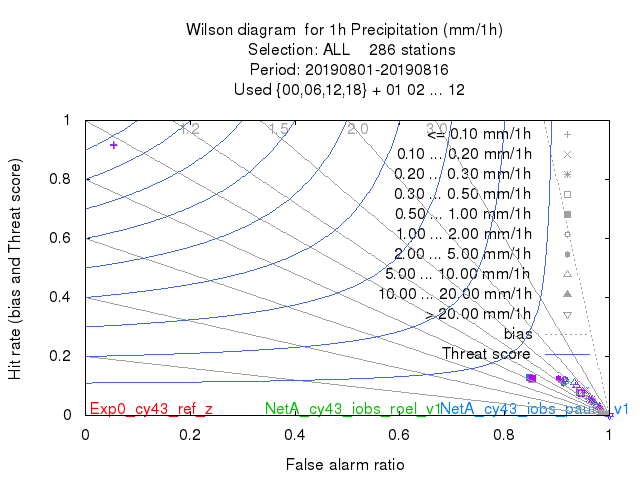 Wilson diagram for 1h Precipitation (mm/1h)
Selection: ALL 286 stations
Period: 20190801-20190816
Used {00,06,12,18} + 01 02 ... 12
Hit rate (bias and Threat score)
1
0.8
0.6
0.4
0.2
0
1.2
1.5
2.0
3.0
<= 0.10 mm/1h
0.10 ... 0.20 mm/1h
0.20 ... 0.30 mm/1h
0.30 ... 0.50 mm/1h
0.50 ... 1.00 mm/1h
1.00 ... 2.00 mm/1h
2.00 ... 5.00 mm/1h
5.00 ... 10.00 mm/1h
10.00 ... 20.00 mm/1h
> 20.00 mm/1h
bias
Threat score
Exp0_cy43_ref_z
NetA_cy43_iobs_roel_v1
0
0.2
0.4
0.6
0.8
1
False alarm ratio